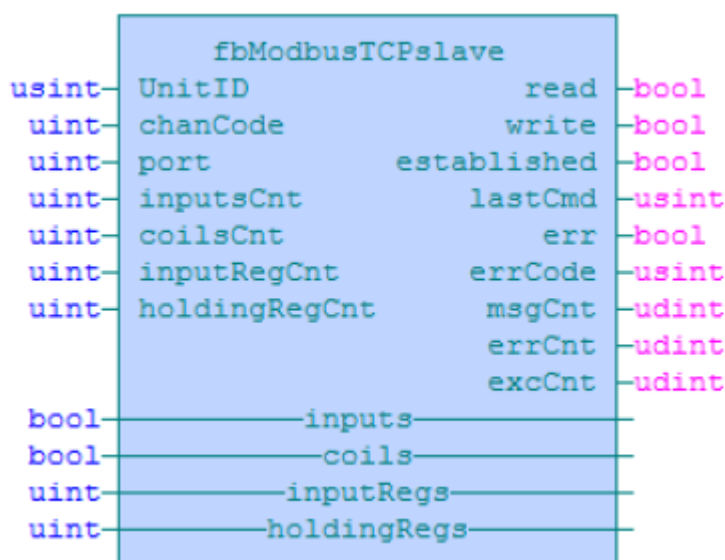 fbModbusTCPslave
usint UnitID read bool
uint chanCode write bool
uint port established bool
uint inputsCnt lastCmd usint
uint coilsCnt err bool
uint inputRegCnt errCode usint
uint holdingRegCnt msgCnt udint
errCnt udint
excCnt udint
bool inputs
bool coils
uint inputRegs
uint holdingRegs